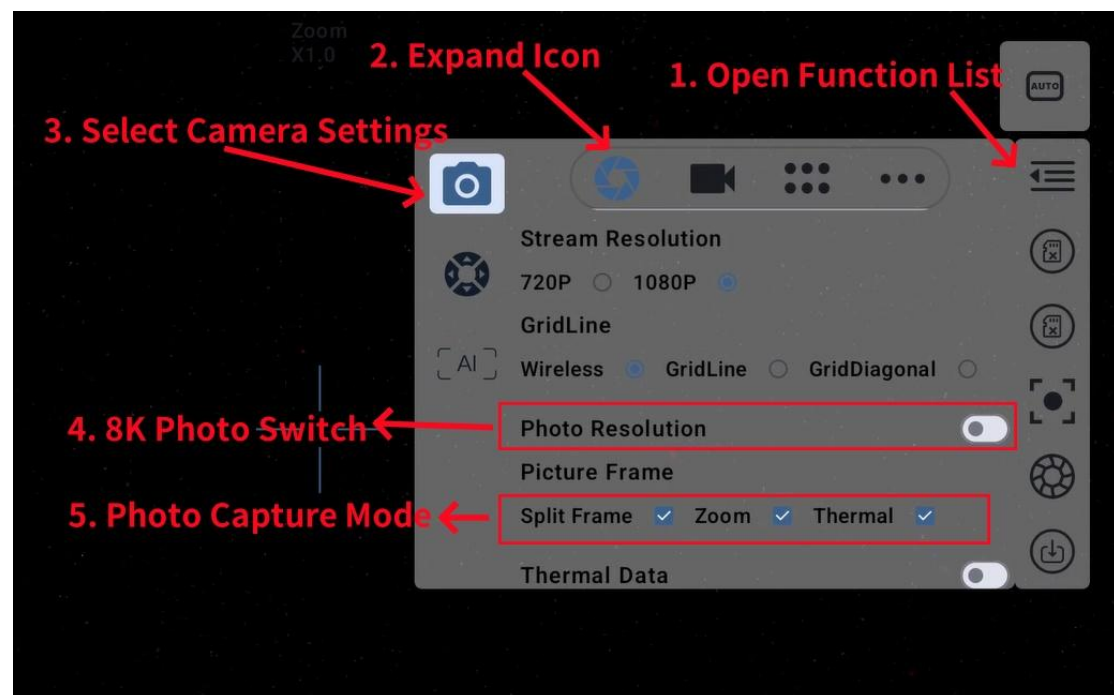 Zoom
X1.0
2. Expand Icon
1. Open Function List
AUTO
3. Select Camera Settings
Stream Resolution
720P 1080P
GridLine
AI
Wireless GridLine GridDiagonal
4. 8K Photo Switch
Photo Resolution
Picture Frame
5. Photo Capture Mode
Split Frame Zoom Thermal
Thermal Data